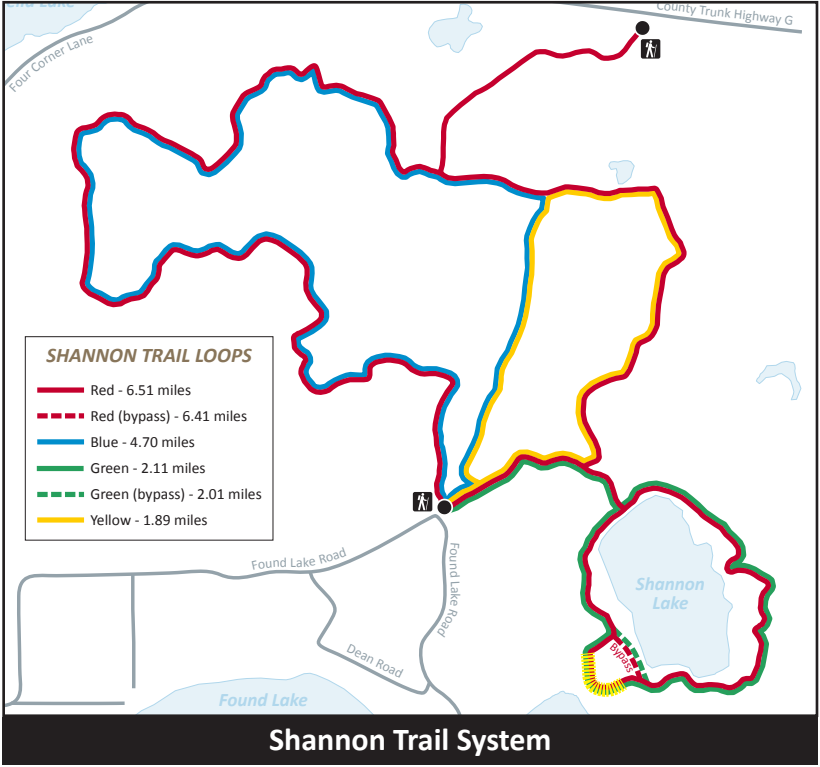 County Trunk Highway G
Four Corner Lane
SHANNON TRAIL LOOPS
Red - 6.51 miles
Red (bypass) - 6.41 miles
Blue - 4.70 miles
Green - 2.11 miles
Green (bypass) - 2.01 miles
Yellow - 1.89 miles
Found Lake Road
Found Lake Road
Dean Road
Shannon
Lake
Bypass
Found Lake
Shannon Trail System